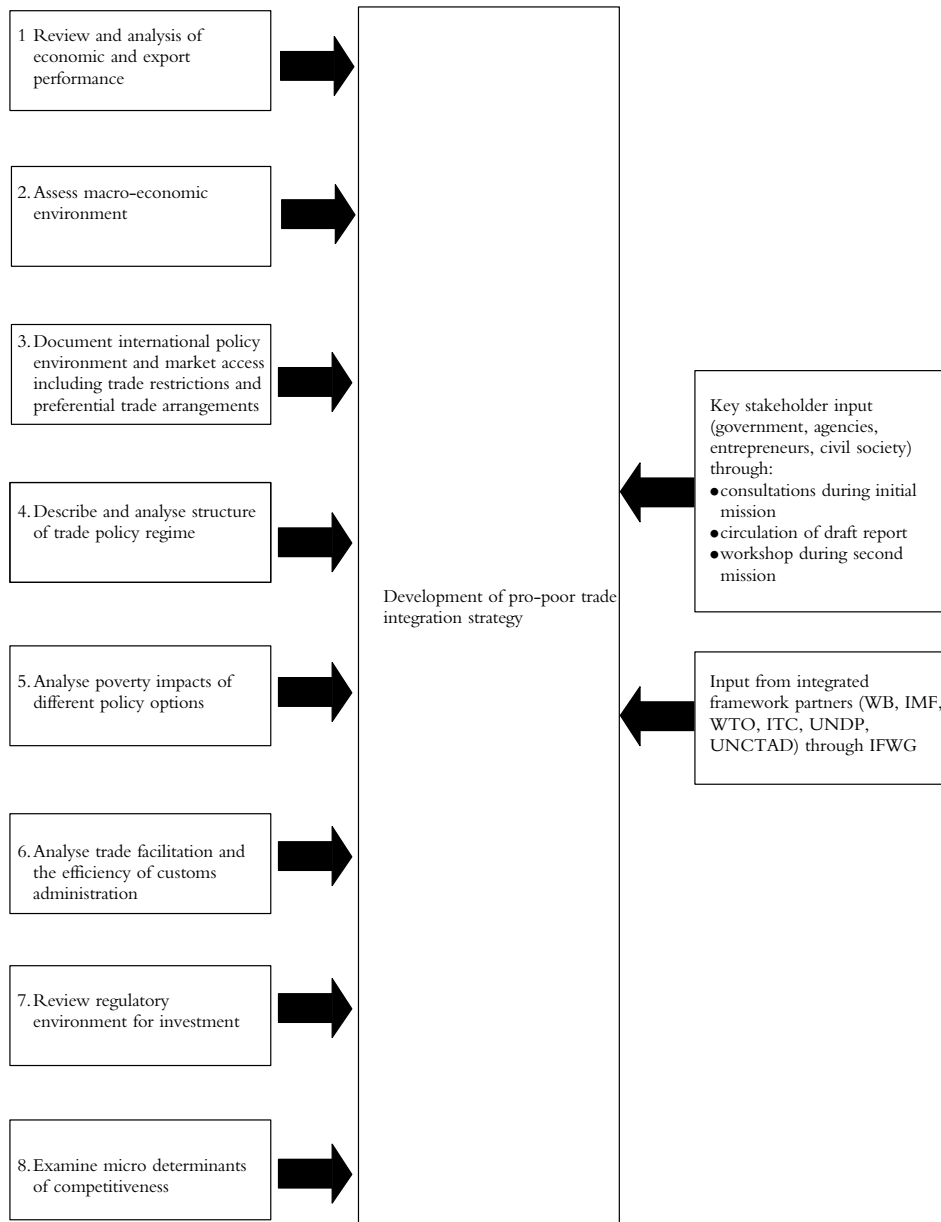 1 Review and analysis of
economic and export
performance
2. Assess macro-economic
environment
3. Document international policy
environment and market access
including trade restrictions and
preferential trade arrangements
4. Describe and analyse structure
of trade policy regime
5. Analyse poverty impacts of
different policy options
6. Analyse trade facilitation and
the efficiency of customs
administration
7. Review regulatory
environment for investment
8. Examine micro determinants
of competitiveness
Development of pro-poor trade
integration strategy
Key stakeholder input
(government, agencies,
entrepreneurs, civil society)
through:
● consultations during initial
mission
● circulation of draft report
● workshop during second
mission
Input from integrated
framework partners (WB, IMF,
WTO, ITC, UNDP,
UNCTAD) through IFWG